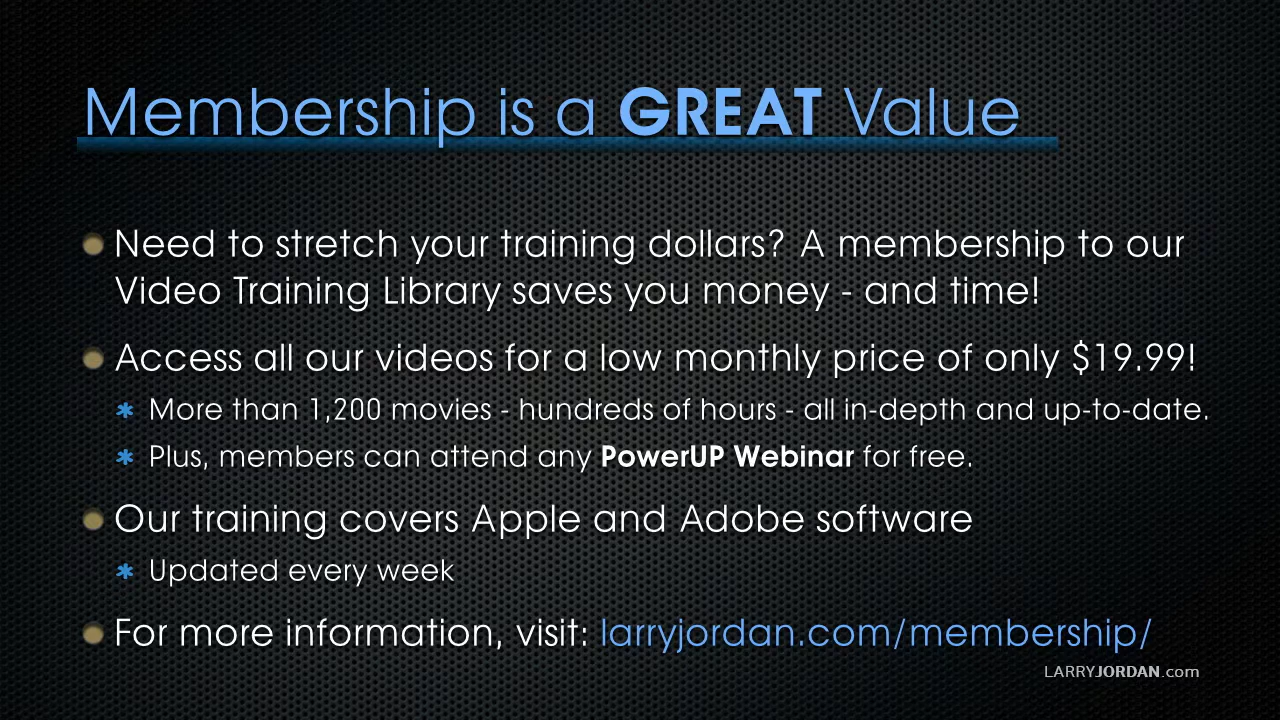 Membership is a GREAT Value
Need to stretch your training dollars? A membership to our
Video Training Library saves you money - and time!
Access all our videos for a low monthly price of only $19.99!
More than 1,200 movies - hundreds of hours - all in-depth and up-to-date.
Plus, members can attend any PowerUP Webinar for free.
Our training covers Apple and Adobe software
Updated every week
For more information, visit: larryjordan.com/membership/
LARRYJORDAN.com